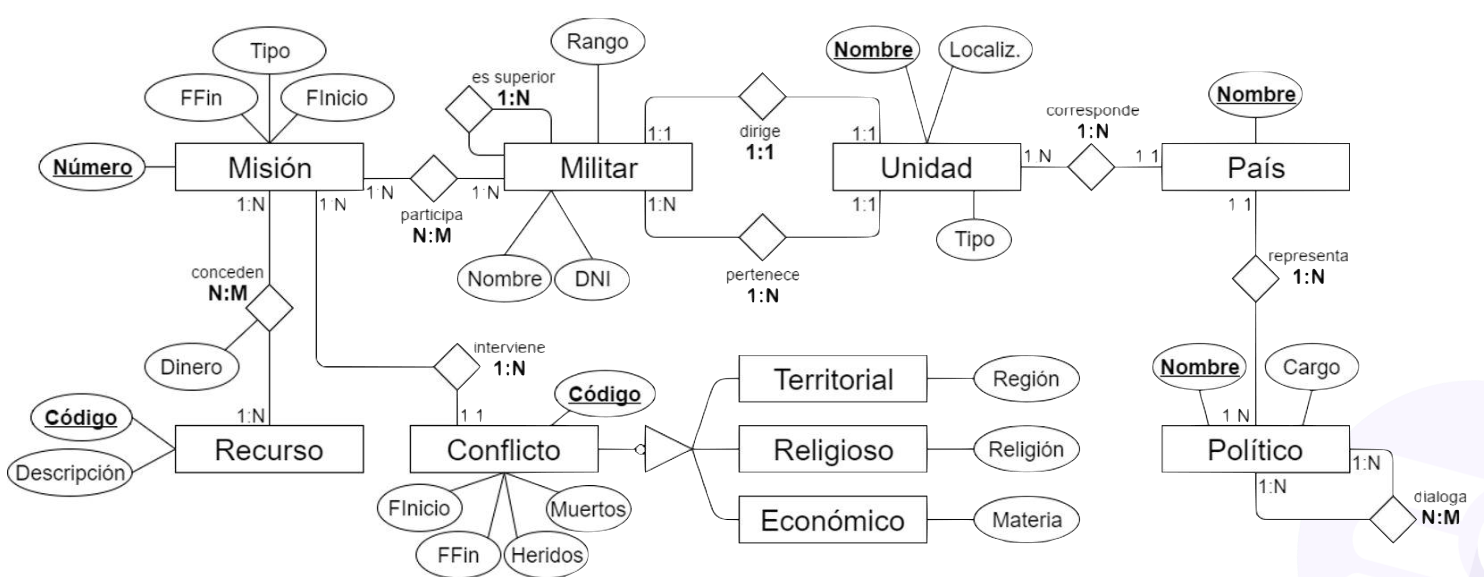 Tipo
FFin
FInicio
Número
Misión
1:N
1:N
1:N
participa
N:M
1:N
es superior
1:N
Rango
Militar
Nombre
DNI
1:1
dirige
1:1
1:1
1:N
pertenece
1:N
1:1
Nombre
Localiz.
Unidad
Tipo
1 N
corresponde
1:N
1 1
Nombre
País
1 1
representa
1:N
1 N
Nombre
Cargo
Político
1:N
1:N
dialoga
N:M
conceden
N:M
Dinero
1:N
Código
Descripción
Recurso
interviene
1:N
1 1
Código
Conflicto
FInicio
FFin
Heridos
Muertos
Territorial
Región
Religioso
Religión
Económico
Materia